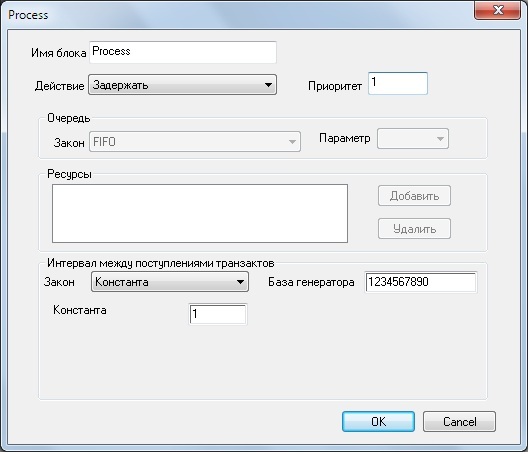 Process
Имя блока Process
Действие Задержать Приоритет 1
Очередь
Закон FIFO Параметр
Ресурсы
Добавить
Удалить
Интервал между поступлениями транзактов
Закон Константа База генератора 1234567890
Константа 1
OK Cancel